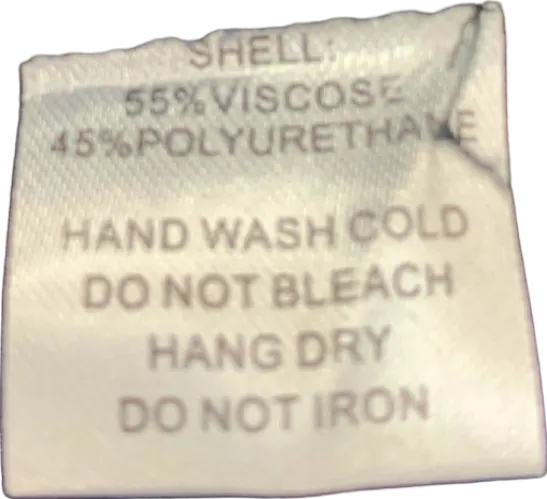 SHELL:
55%VISCOSE
45%POLYURETHANE
HAND WASH COLD
DO NOT BLEACH
HANG DRY
DO NOT IRON